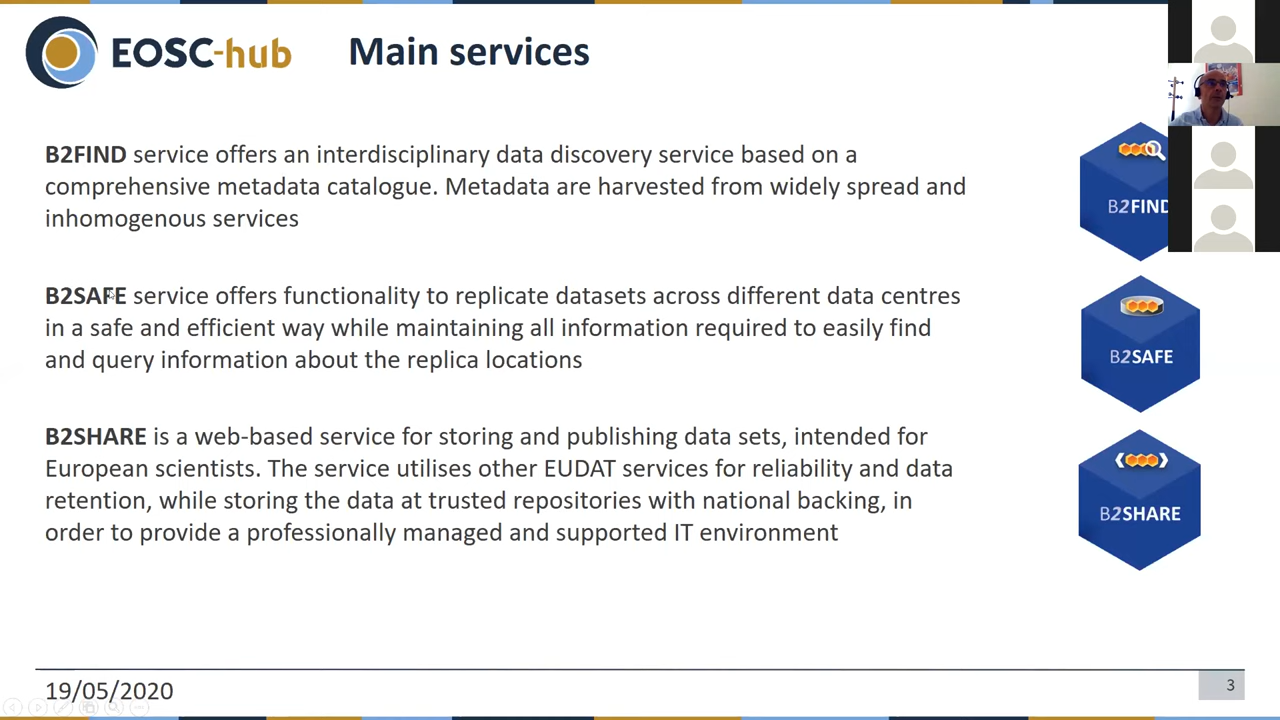 EOSC-hub
Main services
B2FIND service offers an interdisciplinary data discovery service based on a
comprehensive metadata catalogue. Metadata are harvested from widely spread and
inhomogenous services
B2FIND
B2SAFE service offers functionality to replicate datasets across different data centres
in a safe and efficient way while maintaining all information required to easily find
and query information about the replica locations
B2SAFE
B2SHARE is a web-based service for storing and publishing data sets, intended for
European scientists. The service utilises other EUDAT services for reliability and data
retention, while storing the data at trusted repositories with national backing, in
order to provide a professionally managed and supported IT environment
B2SHARE
19/05/2020
3